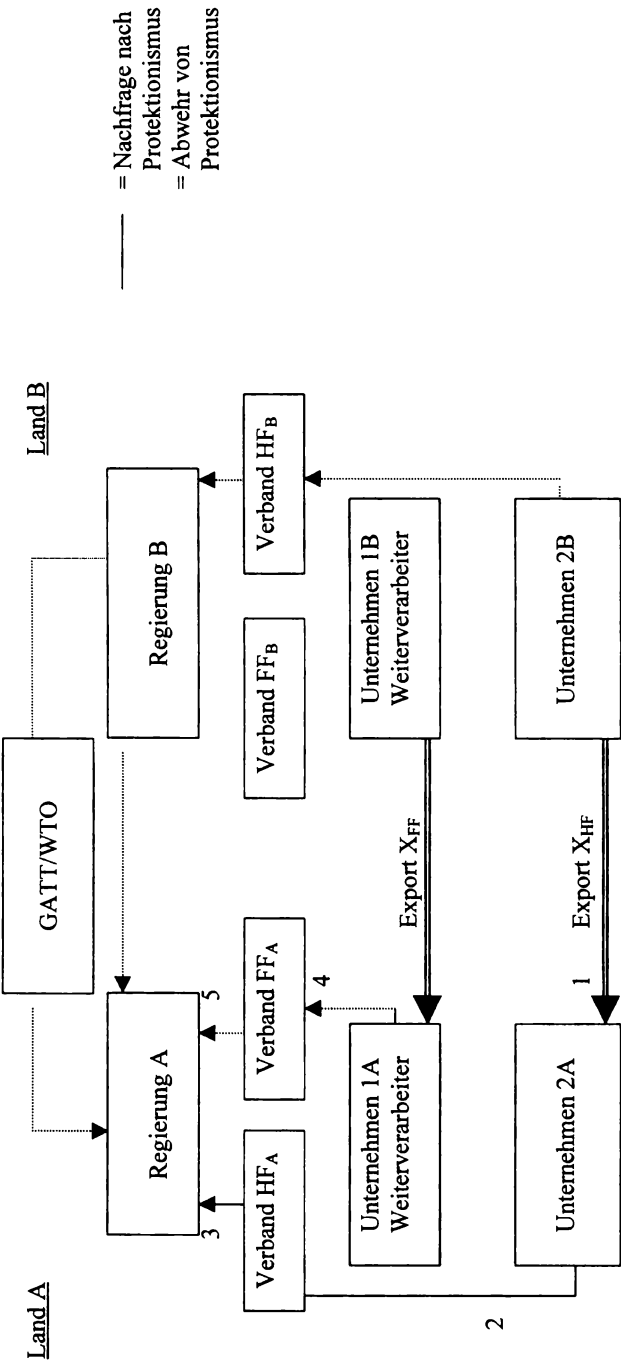 Land A
Land B
GATT/WTO
Regierung A
Regierung B
3
5
Verband HF_A
Verband FF_A
Verband FF_B
Verband HF_B
4
Unternehmen 1A
Weiterverarbeiter
Export X_FF
Unternehmen 1B
Weiterverarbeiter
2
Unternehmen 2A
1
Export X_HF
Unternehmen 2B
= Nachfrage nach
Protektionismus
= Abwehr von
Protektionismus